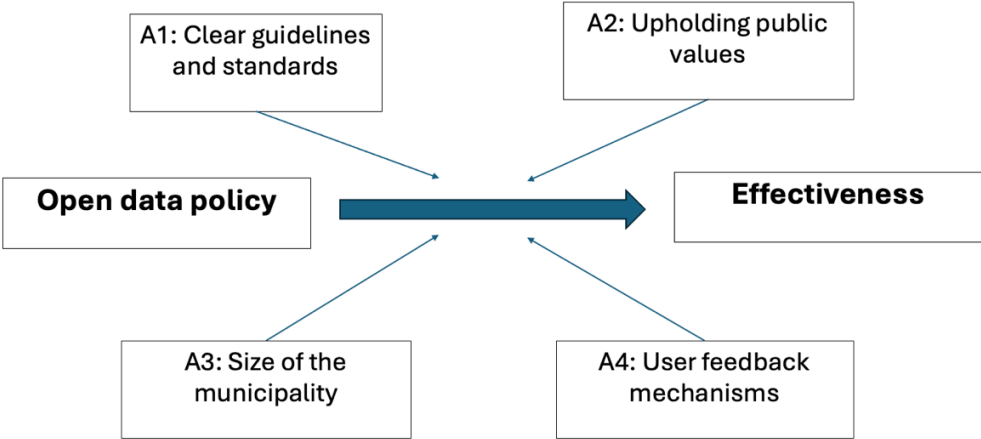 A1: Clear guidelines
and standards
A2: Upholding public
values
Open data policy
Effectiveness
A3: Size of the
municipality
A4: User feedback
mechanisms